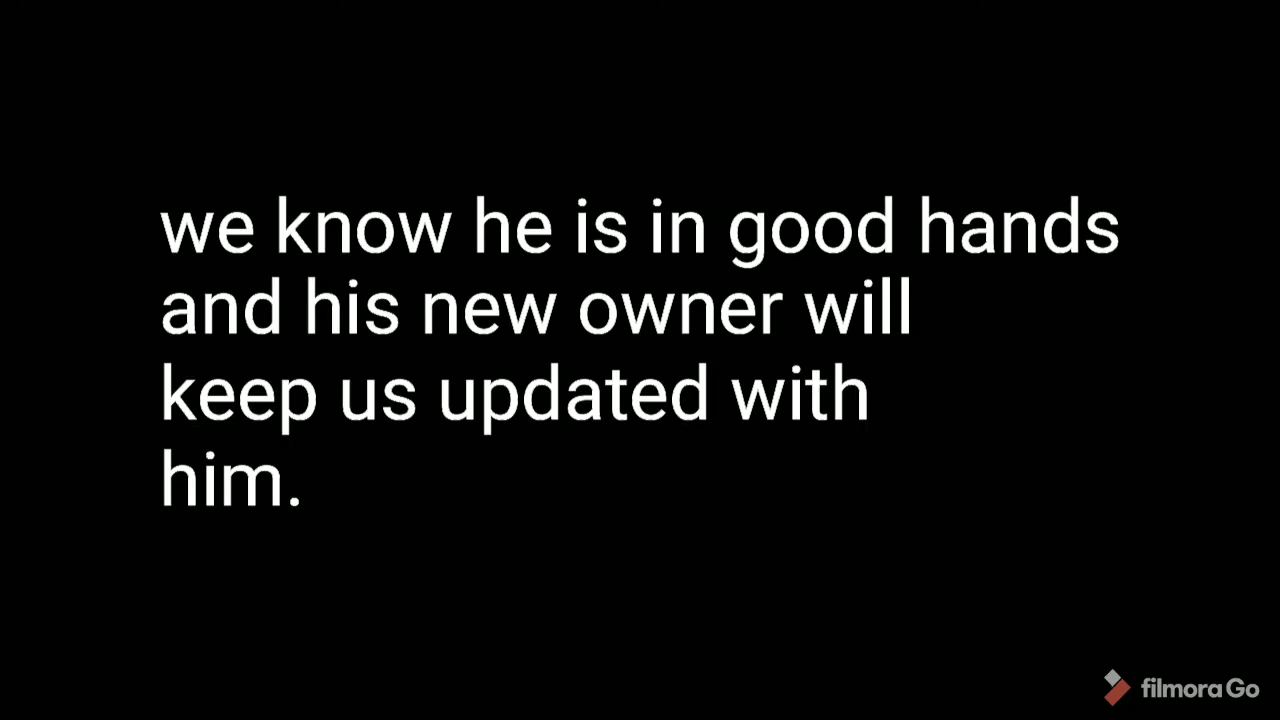 we know he is in good hands
and his new owner will
keep us updated with
him.
filmora Go